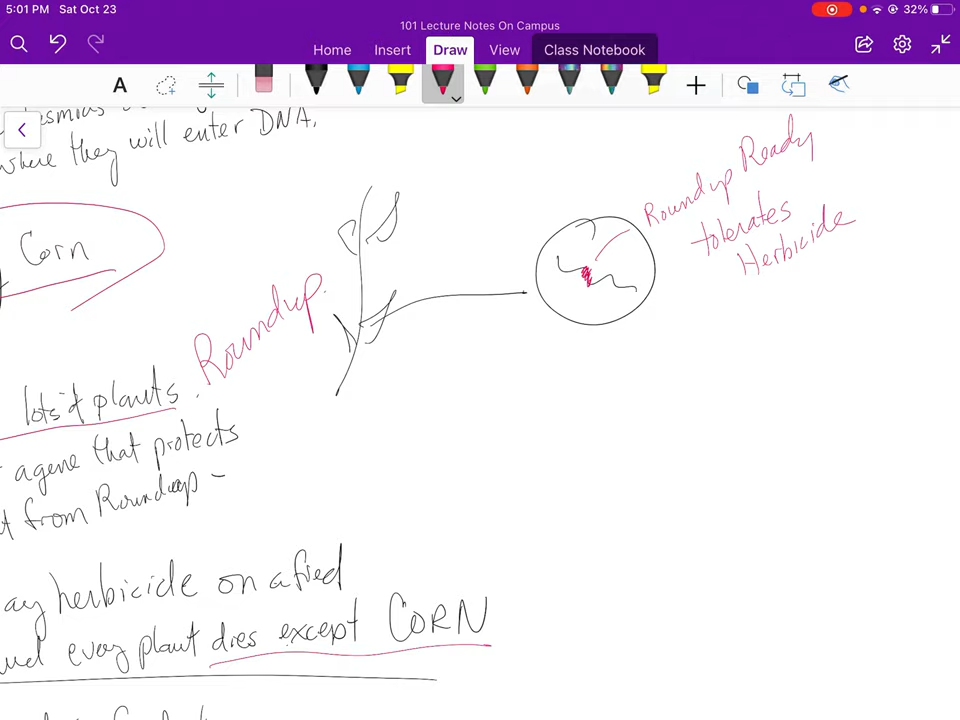 5:01 PM Sat Oct 23
32%
101 Lecture Notes On Campus
Home Insert Draw View Class Notebook
A
where they will enter DNA.
Corn
Roundup Ready
tolerates
Herbicide
Roundup
lots of plants.
a gene that protects
from Roundup -
herbicide on a field
every plant dies except CORN